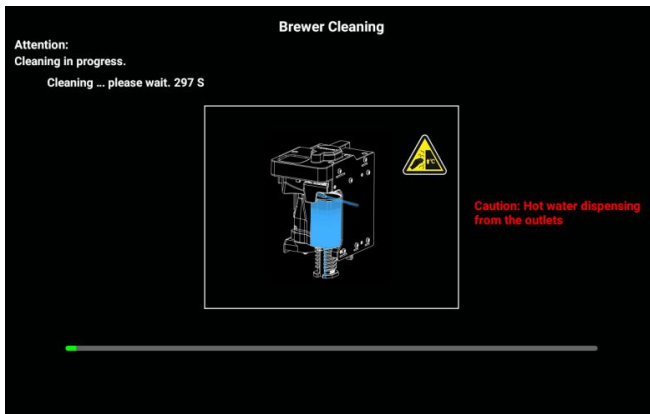 Brewer Cleaning
Attention:
Cleaning in progress.
Cleaning ... please wait. 297 S
Caution: Hot water dispensing
from the outlets